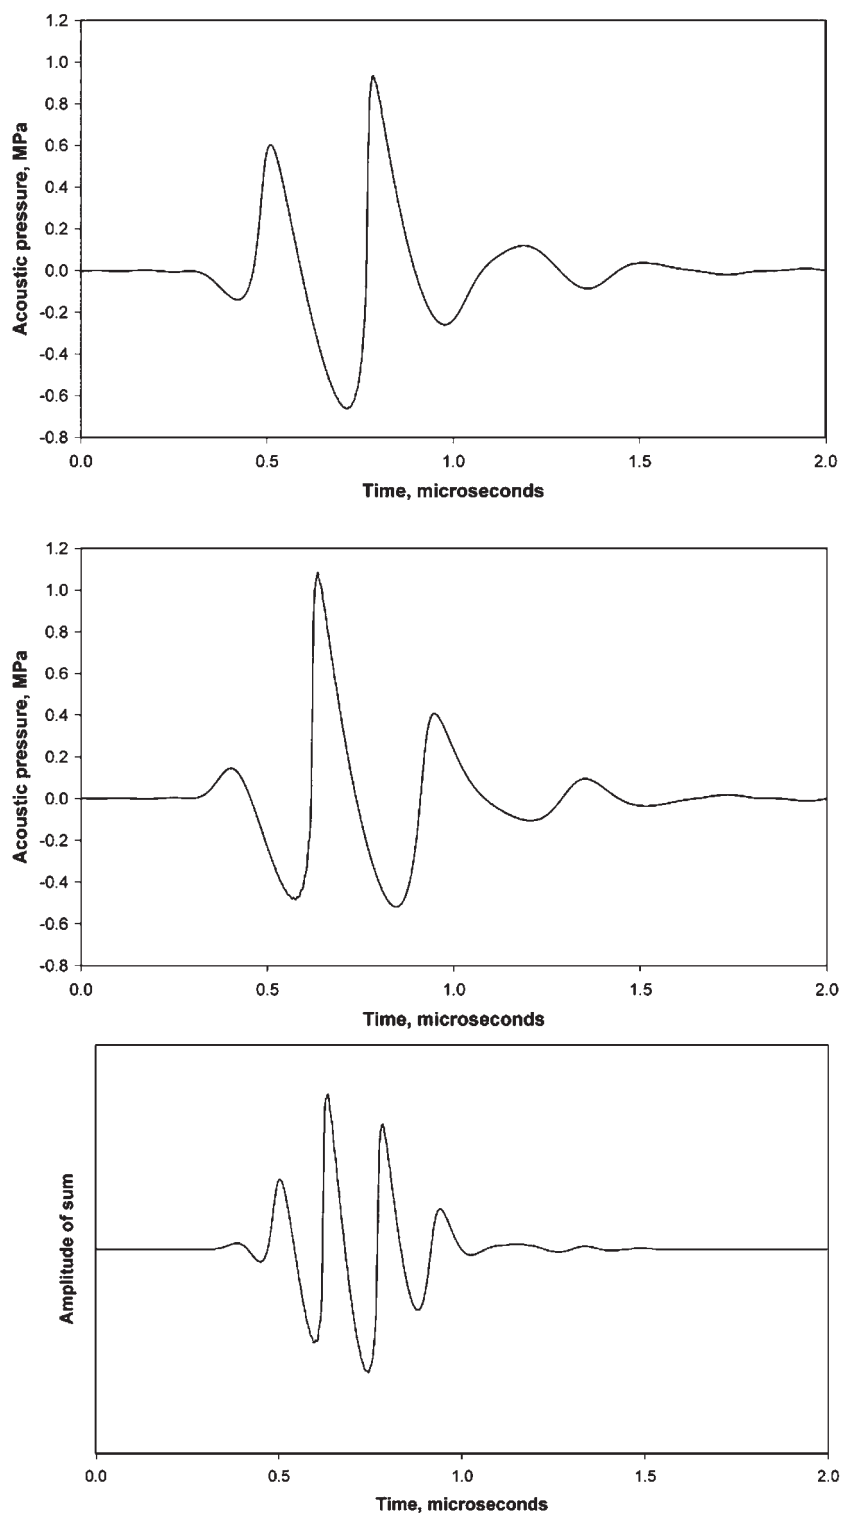 1.2
1.0
0.8
0.6
0.4
0.2
0.0
-0.2
-0.4
-0.6
-0.8
Acoustic pressure, MPa
0.0 0.5 1.0 1.5 2.0
Time, microseconds
1.2
1.0
0.8
0.6
0.4
0.2
0.0
-0.2
-0.4
-0.6
-0.8
Acoustic pressure, MPa
0.0 0.5 1.0 1.5 2.0
Time, microseconds
Amplitude of sum
0.0 0.5 1.0 1.5 2.0
Time, microseconds